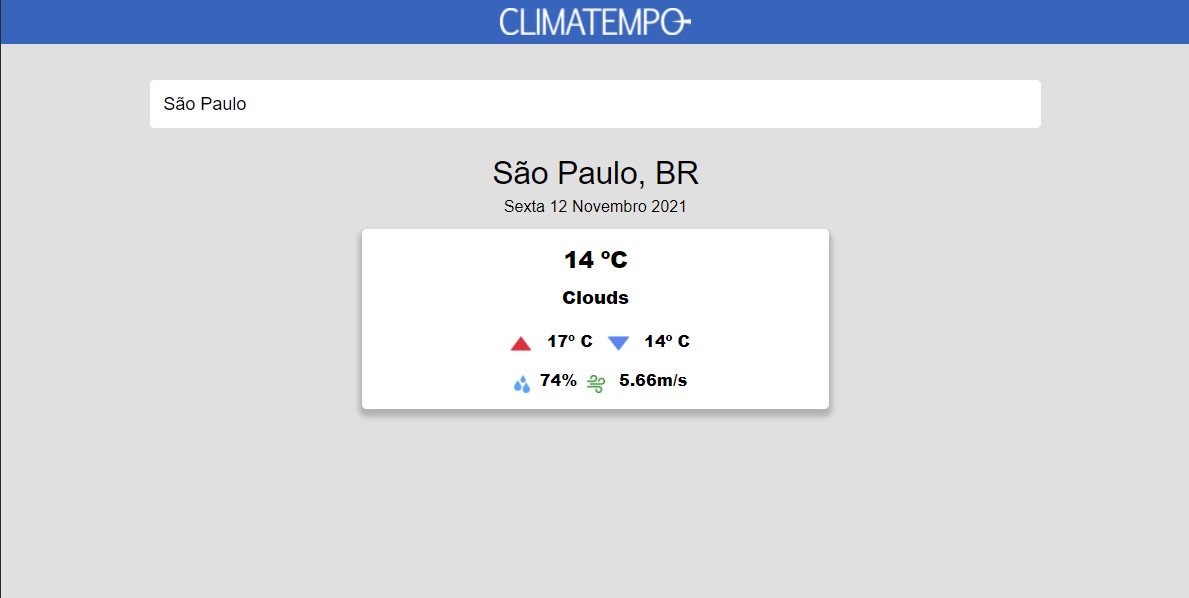 CLIMATEMPO
São Paulo
São Paulo, BR
Sexta 12 Novembro 2021
14 ºC
Clouds
17º C 14º C
74% 5.66m/s